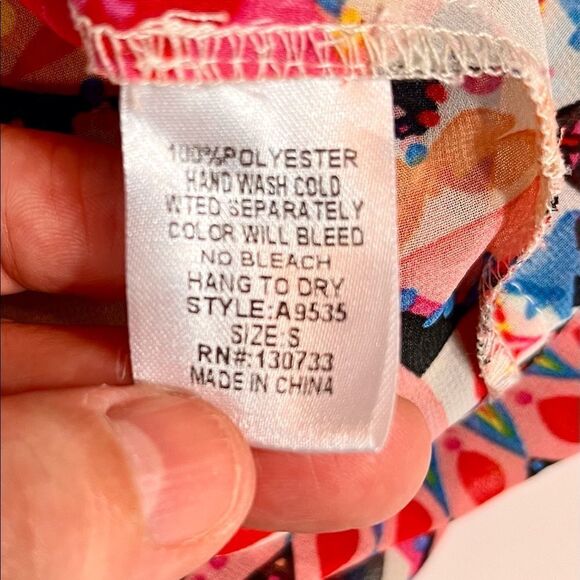 100%POLYESTER
HAND WASH COLD
WTED SEPARATELY
COLOR WILL BLEED
NO BLEACH
HANG TO DRY
STYLE:A9535
SIZE:S
RN#:130733
MADE IN CHINA